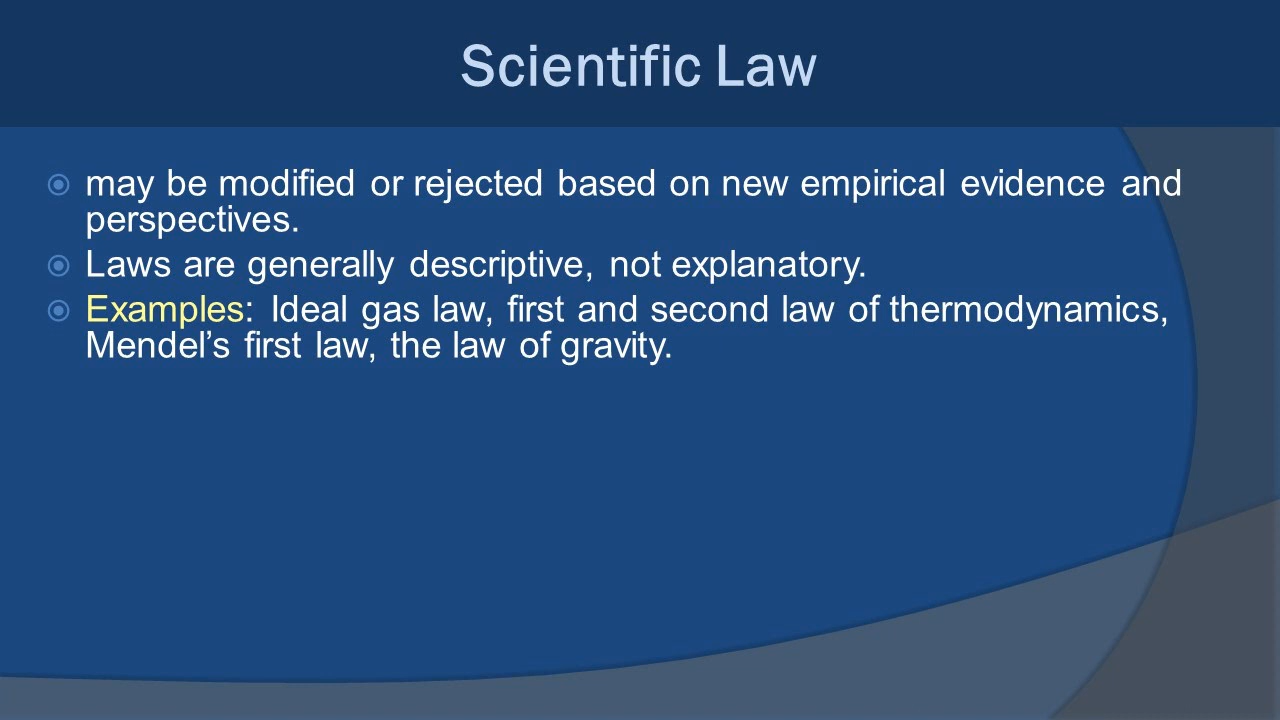 Scientific Law
may be modified or rejected based on new empirical evidence and
perspectives.
Laws are generally descriptive, not explanatory.
Examples: Ideal gas law, first and second law of thermodynamics,
Mendel’s first law, the law of gravity.